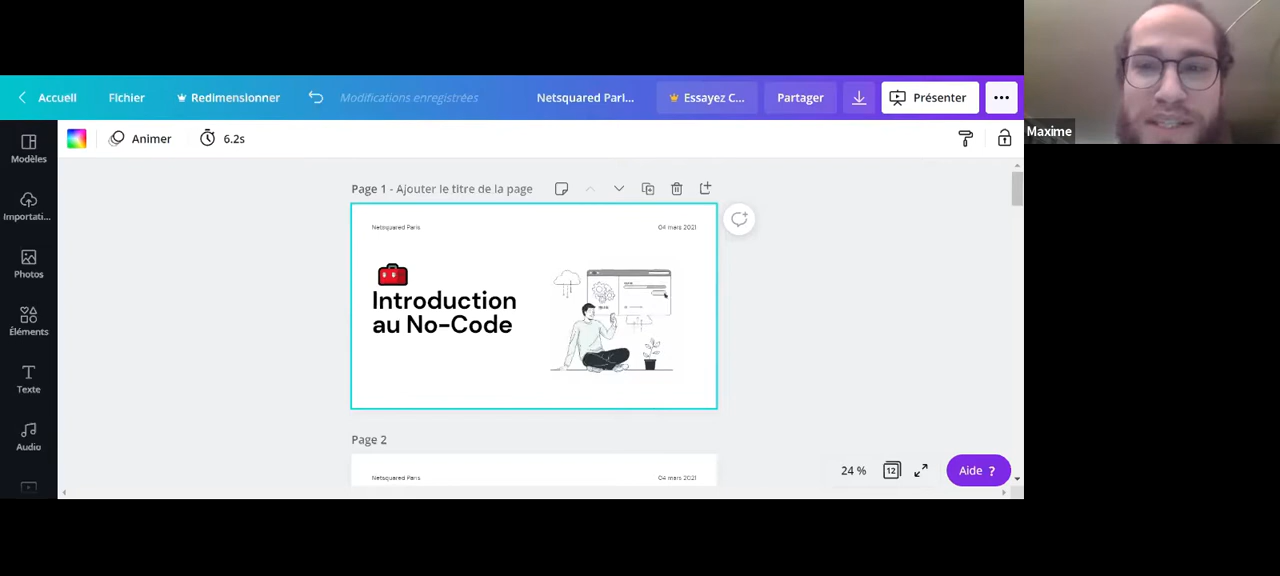 Accueil
Fichier
Redimensionner
Modifications enregistrées
Netsquared Pari...
Essayez C...
Partager
Présenter
Maxime
Animer
6.2s
Modèles
Importati...
Photos
Éléments
Texte
Audio
Page 1 - Ajouter le titre de la page
Netsquared Paris
04 mars 2021
Introduction
au No-Code
Page 2
Netsquared Paris
04 mars 2021
24 %
12
Aide ?